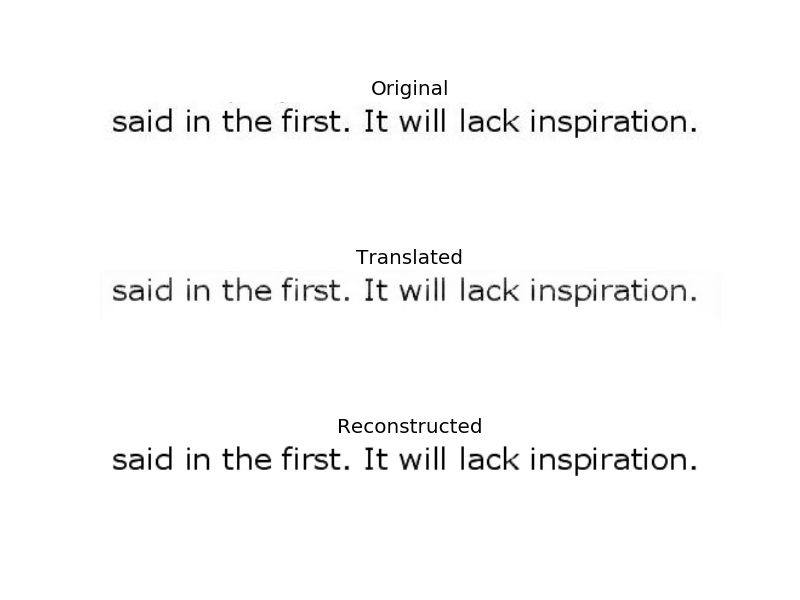 Original
said in the first. It will lack inspiration.
Translated
said in the first. It will lack inspiration.
Reconstructed
said in the first. It will lack inspiration.